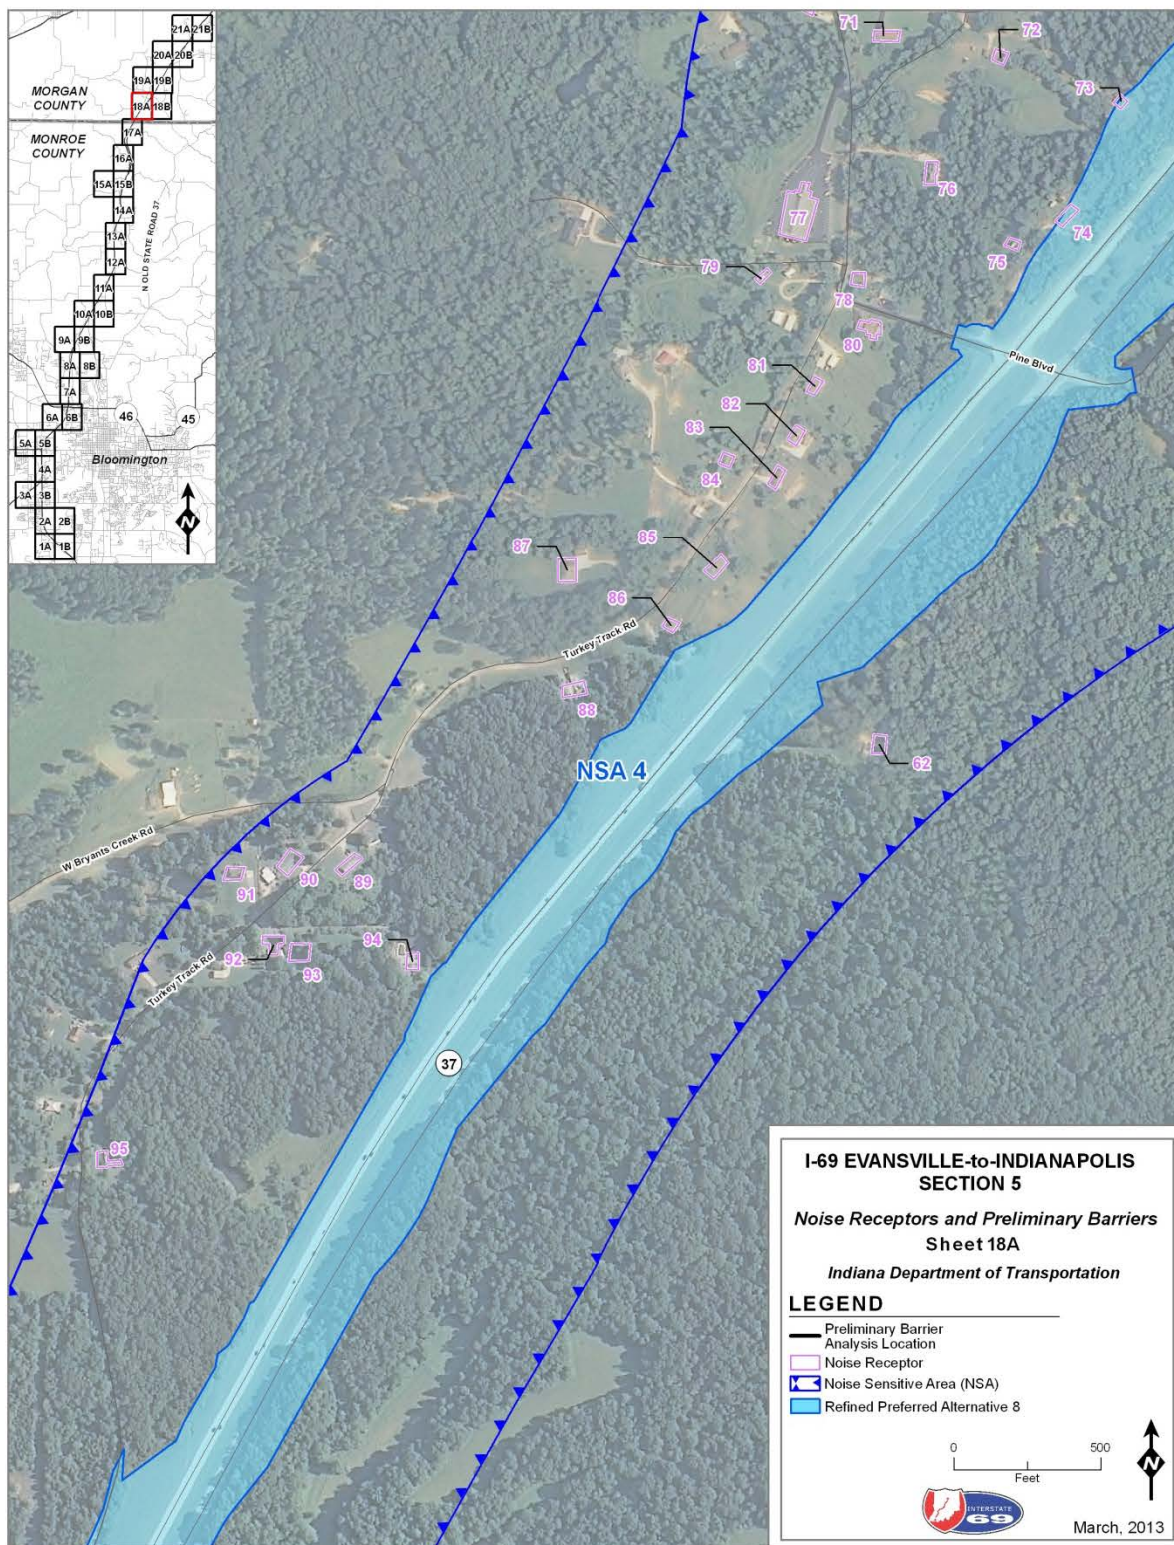 21A 21B
20A 20B
19A 19B
MORGAN
COUNTY
18A 18B
MONROE
COUNTY
17A
16A
15A 15B
14A
13A
12A
N OLD STATE ROAD 37
11A
10A 10B
9A 9B
8A 8B
7A
6A 6B
46
45
5A 5B
Bloomington
4A
3A 3B
2A 2B
1A 1B
N
71
72
73
76
77
74
75
79
78
80
Pine Blvd
81
82
83
84
85
87
86
Turkey Track Rd
88
NSA 4
62
W Bryants Creek Rd
91
90
89
92
93
94
Turkey Track Rd
37
95
I-69 EVANSVILLE-to-INDIANAPOLIS
SECTION 5
Noise Receptors and Preliminary Barriers
Sheet 18A
Indiana Department of Transportation
LEGEND
Preliminary Barrier
Analysis Location
Noise Receptor
Noise Sensitive Area (NSA)
Refined Preferred Alternative 8
0 500
Feet
N
INTERSTATE
69
March, 2013